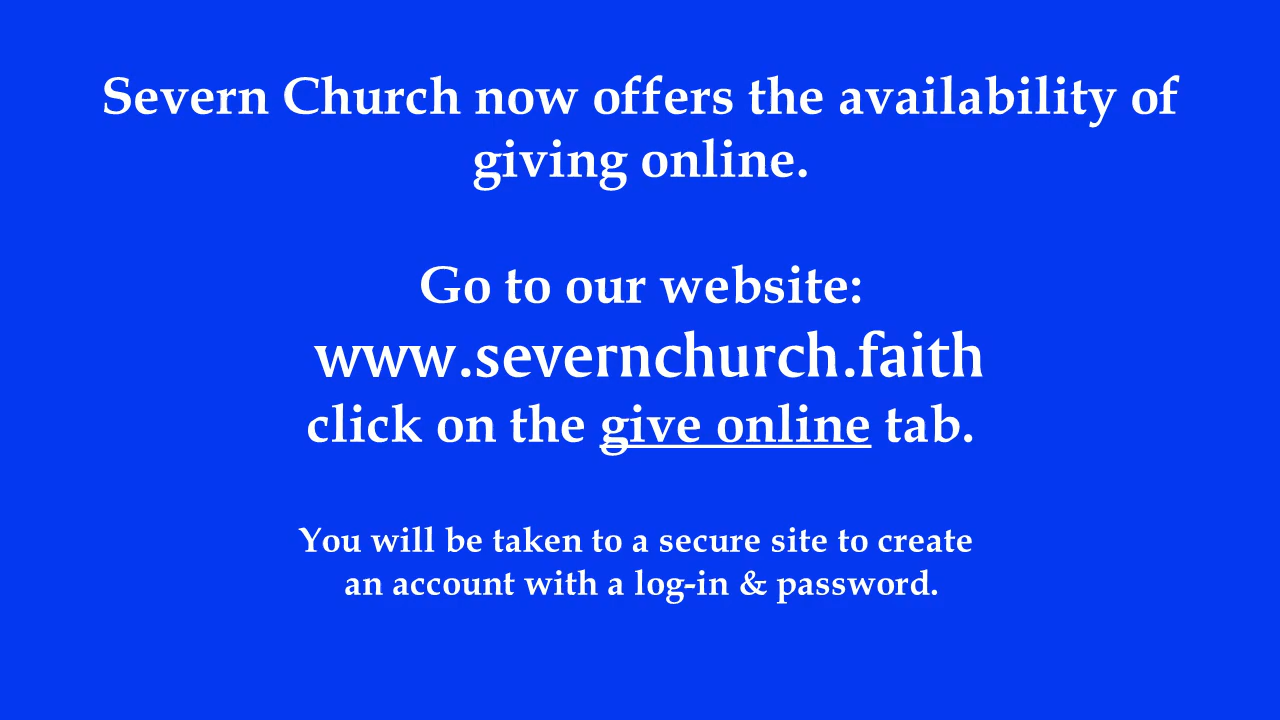 Severn Church now offers the availability of
giving online.
Go to our website:
www.severnchurch.faith
click on the give online tab.
You will be taken to a secure site to create
an account with a log-in & password.